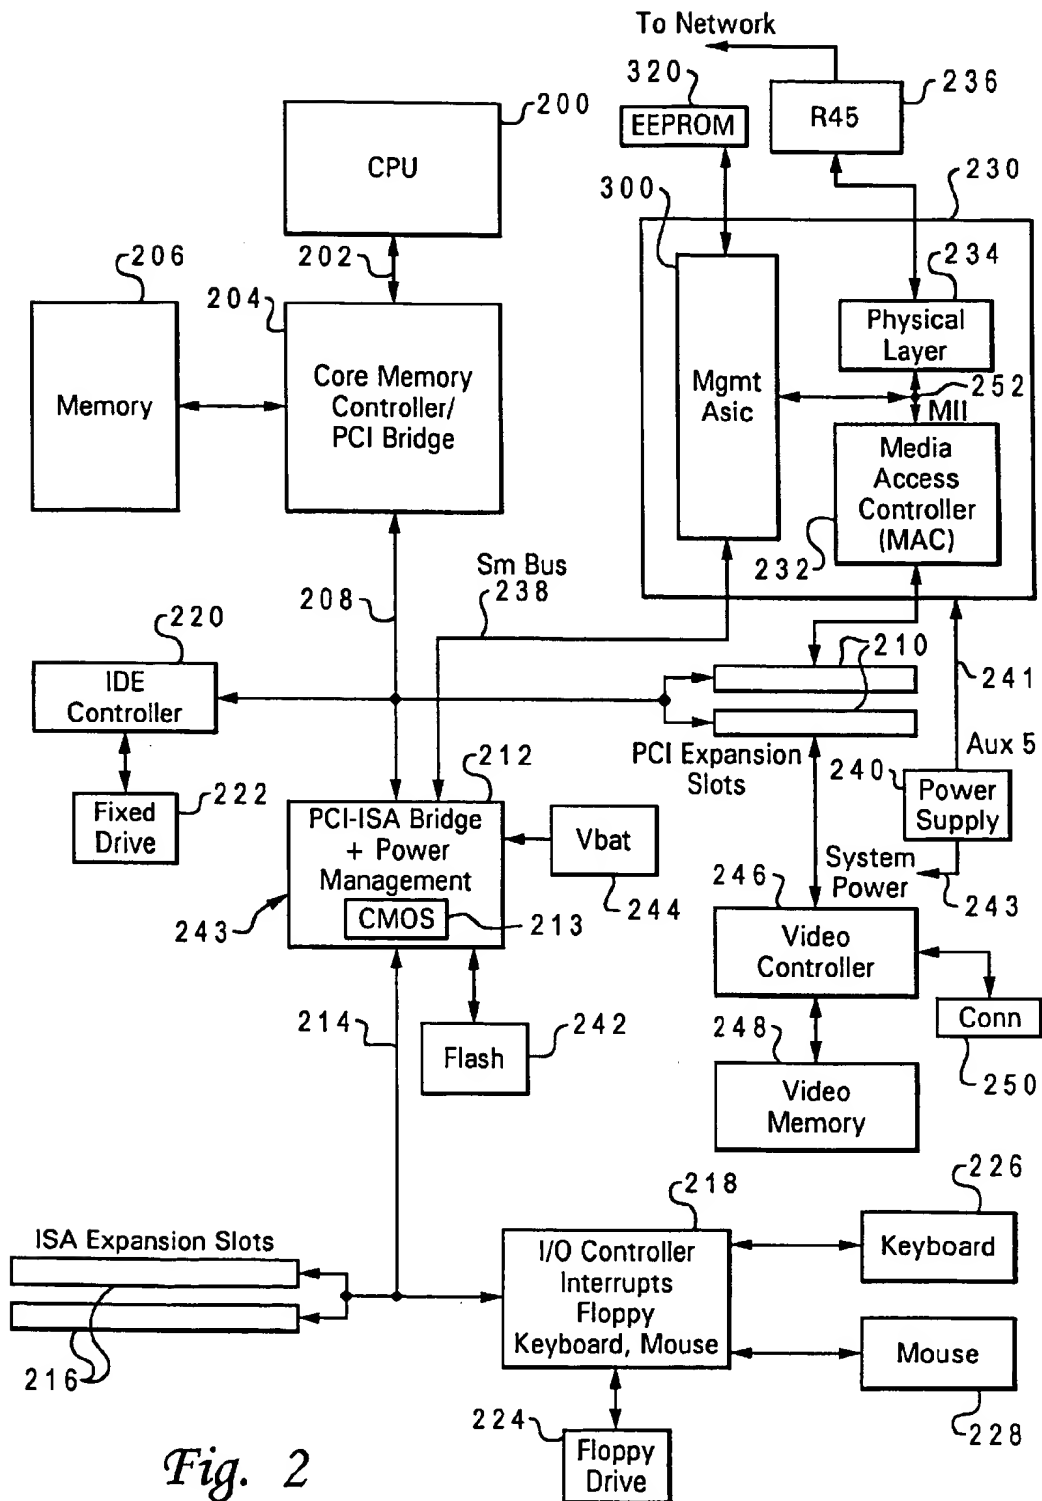 To Network
320
EEPROM
R45
236
200
CPU
300
230
202
206
204
234
Physical
Layer
Memory
Core Memory
Controller/
PCI Bridge
Mgmt
Asic
252
MII
Media
Access
Controller
(MAC)
232
Sm Bus
238
208
220
210
241
IDE
Controller
PCI Expansion
Slots
Aux 5
212
240
Power
Supply
Fixed
Drive
222
PCI-ISA Bridge
+ Power
Management
CMOS
213
Vbat
244
243
System
Power
243
246
Video
Controller
214
Flash
242
Conn
250
248
Video
Memory
226
218
ISA Expansion Slots
I/O Controller
Interrupts
Floppy
Keyboard, Mouse
Keyboard
Mouse
216
228
224
Floppy
Drive
Fig. 2